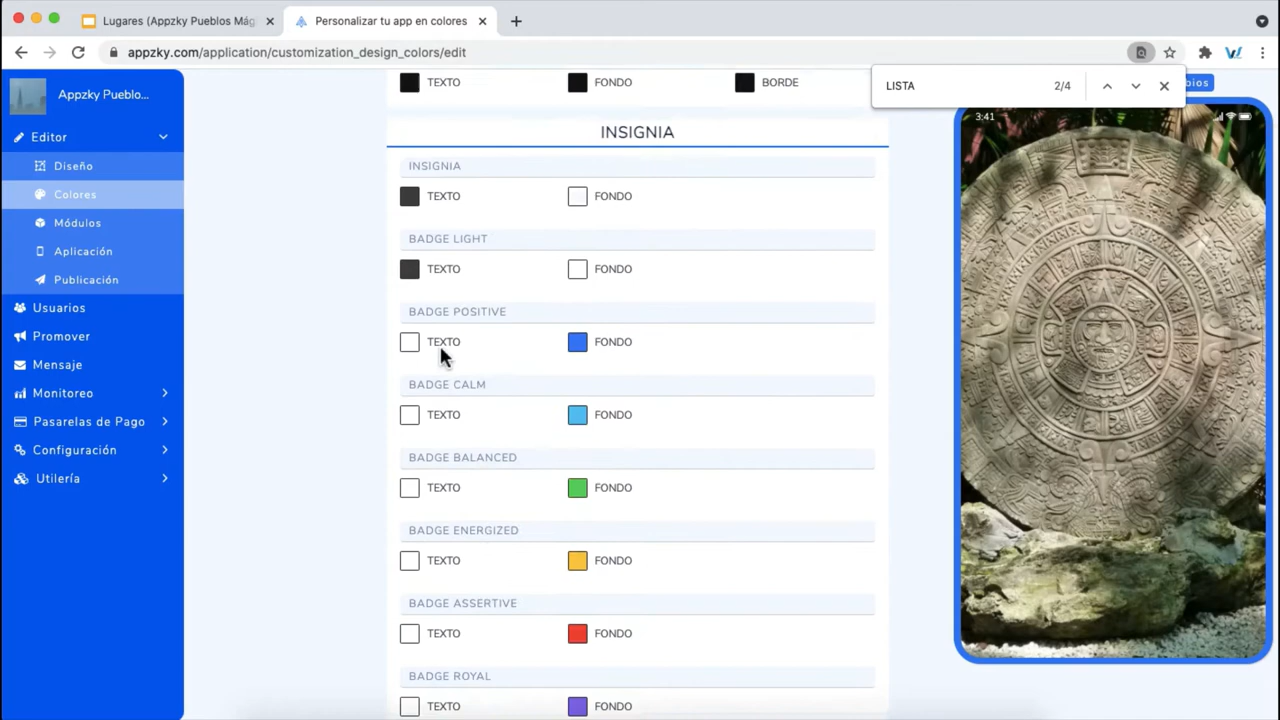 Lugares (Appzky Pueblos Mág
Personalizar tu app en colores
appzky.com/application/customization_design_colors/edit
LISTA
2/4
bios
Appzky Pueblo...
Editor
Diseño
Colores
Módulos
Aplicación
Publicación
Usuarios
Promover
Mensaje
Monitoreo
Pasarelas de Pago
Configuración
Utilería
TEXTO FONDO BORDE
INSIGNIA
INSIGNIA
TEXTO FONDO
BADGE LIGHT
TEXTO FONDO
BADGE POSITIVE
TEXTO FONDO
BADGE CALM
TEXTO FONDO
BADGE BALANCED
TEXTO FONDO
BADGE ENERGIZED
TEXTO FONDO
BADGE ASSERTIVE
TEXTO FONDO
BADGE ROYAL
TEXTO FONDO
3:41